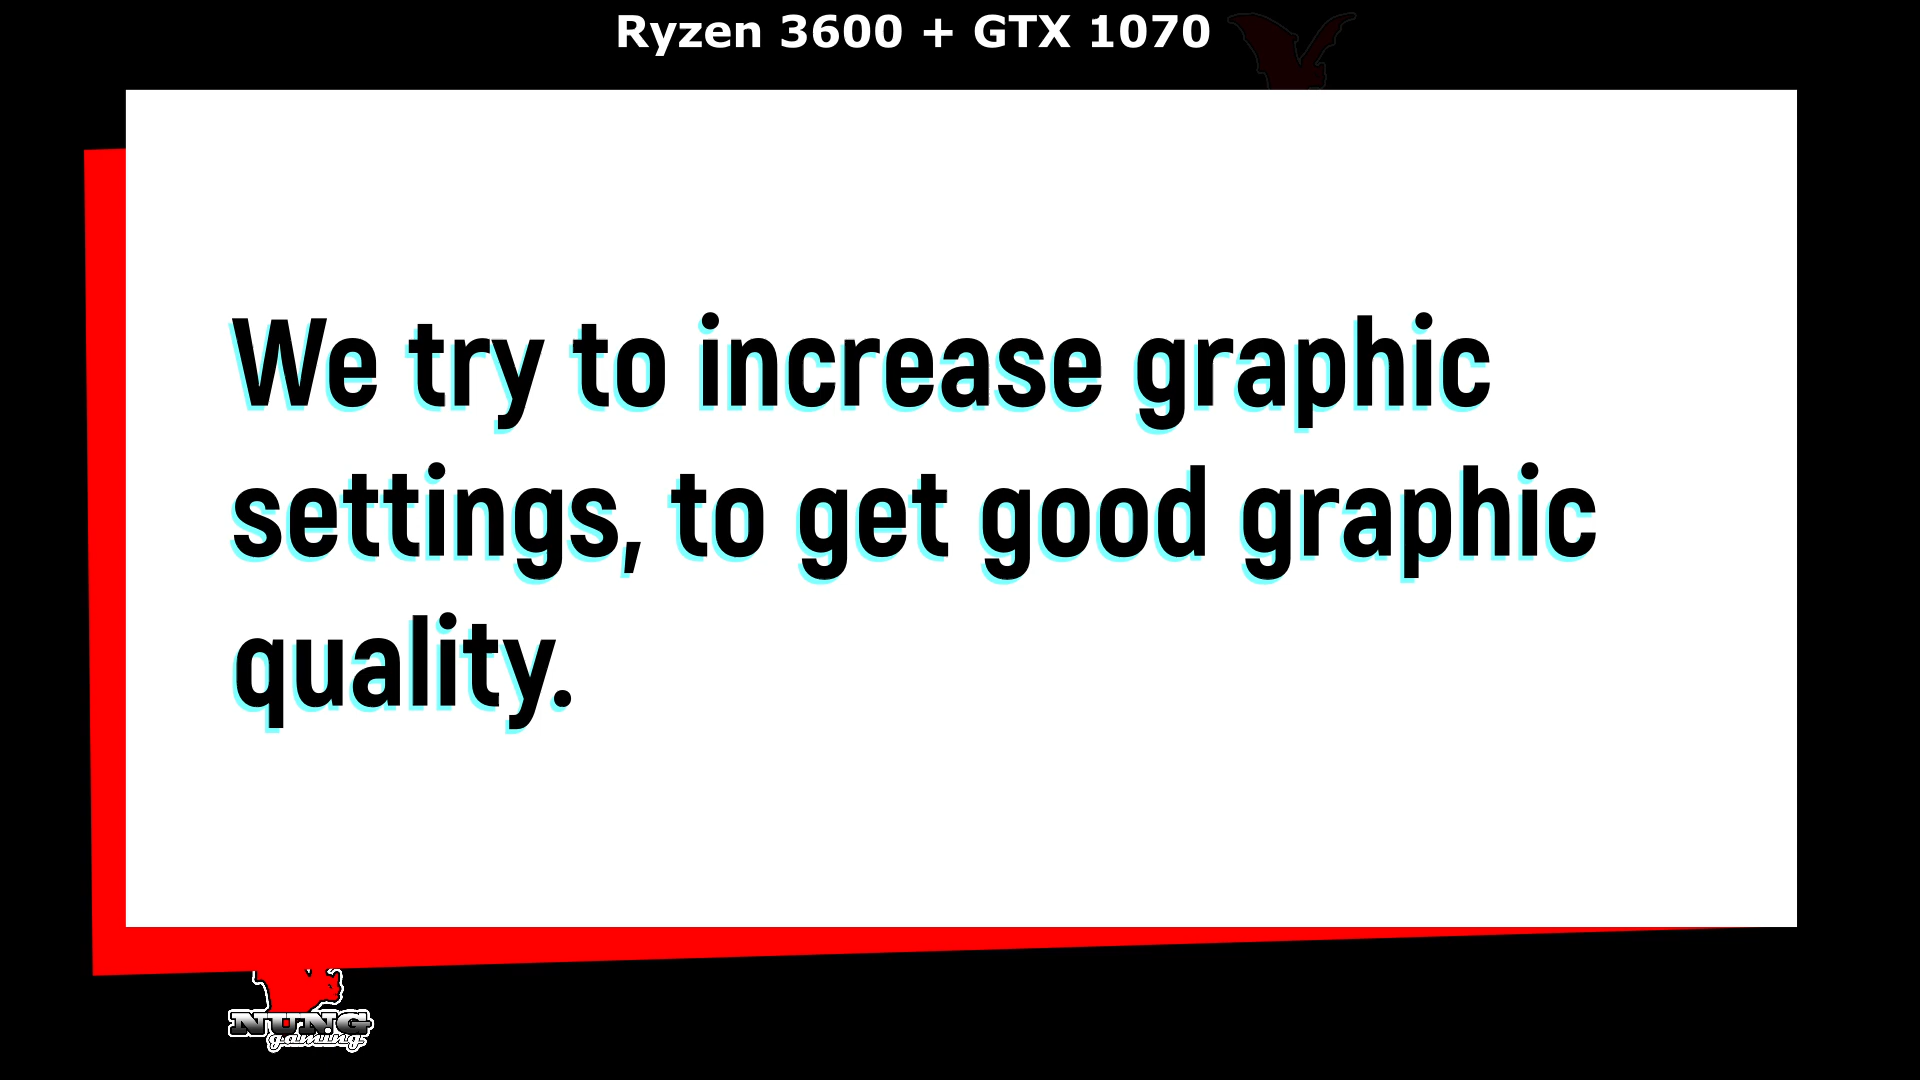 Ryzen 3600 + GTX 1070
We try to increase graphic
settings, to get good graphic
quality.
NUNG
gaming